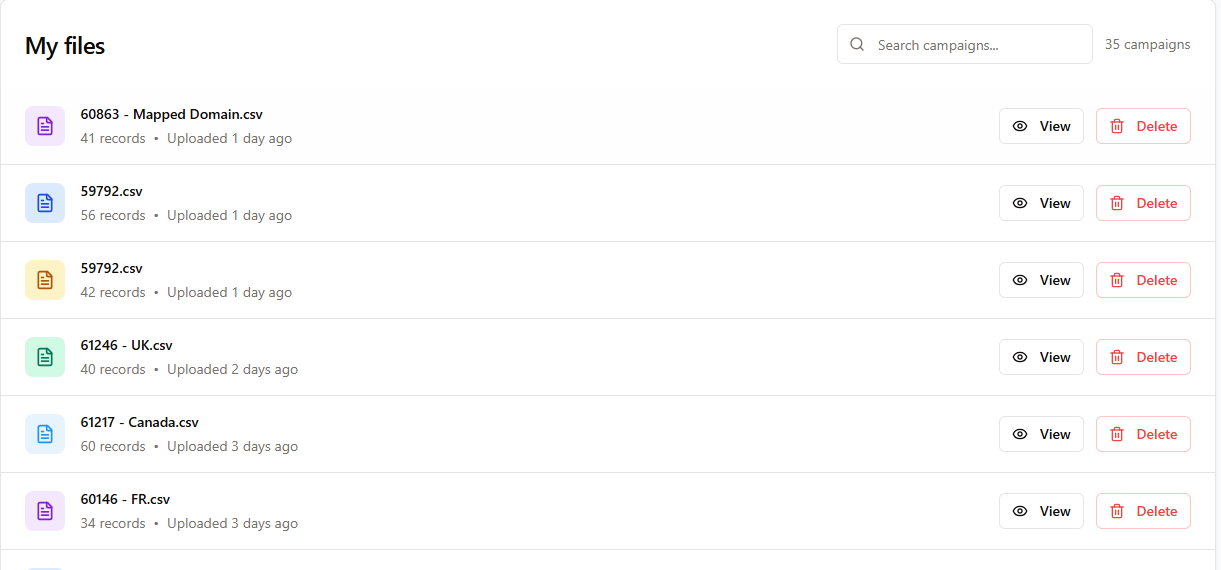 My files
Search campaigns...
35 campaigns
60863 - Mapped Domain.csv
41 records • Uploaded 1 day ago
View
Delete
59792.csv
56 records • Uploaded 1 day ago
View
Delete
59792.csv
42 records • Uploaded 1 day ago
View
Delete
61246 - UK.csv
40 records • Uploaded 2 days ago
View
Delete
61217 - Canada.csv
60 records • Uploaded 3 days ago
View
Delete
60146 - FR.csv
34 records • Uploaded 3 days ago
View
Delete